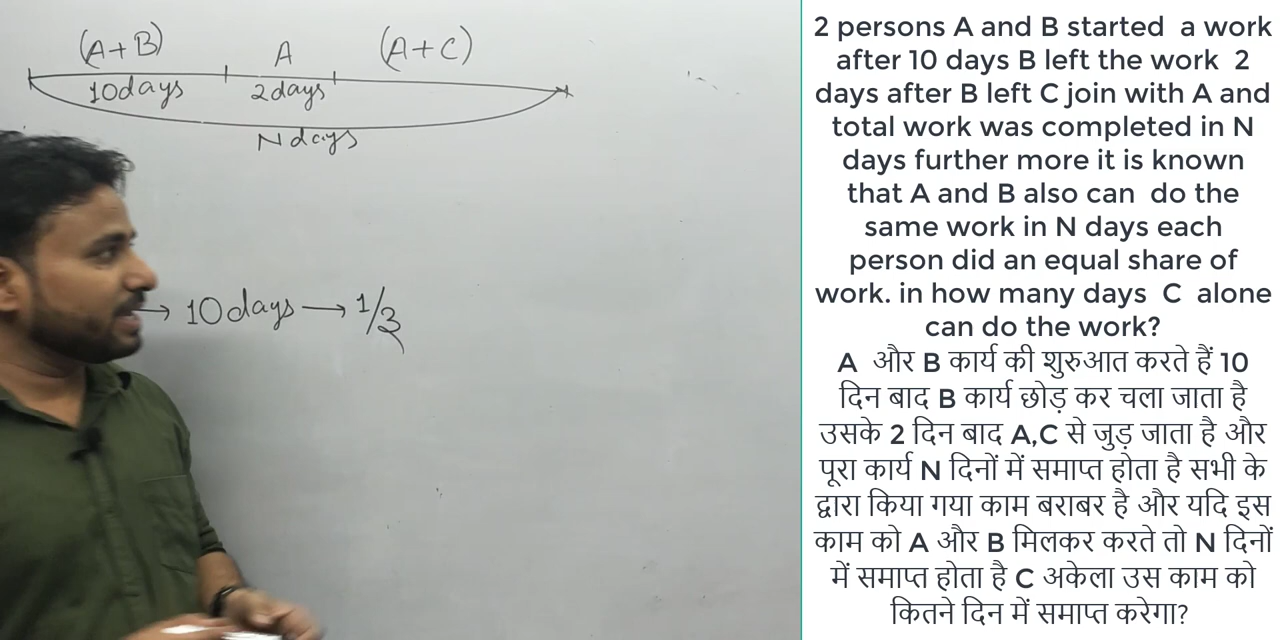 (A+B) A (A+C)
10days 2days
N days
→ 10days → 1/3
2 persons A and B started a work
after 10 days B left the work 2
days after B left C join with A and
total work was completed in N
days further more it is known
that A and B also can do the
same work in N days each
person did an equal share of
work. in how many days C alone
can do the work?
A और B कार्य की शुरुआत करते हैं 10
दिन बाद B कार्य छोड़ कर चला जाता है
उसके 2 दिन बाद A,C से जुड़ जाता है और
पूरा कार्य N दिनों में समाप्त होता है सभी के
द्वारा किया गया काम बराबर है और यदि इस
काम को A और B मिलकर करते तो N दिनों
में समाप्त होता है C अकेला उस काम को
कितने दिन में समाप्त करेगा?